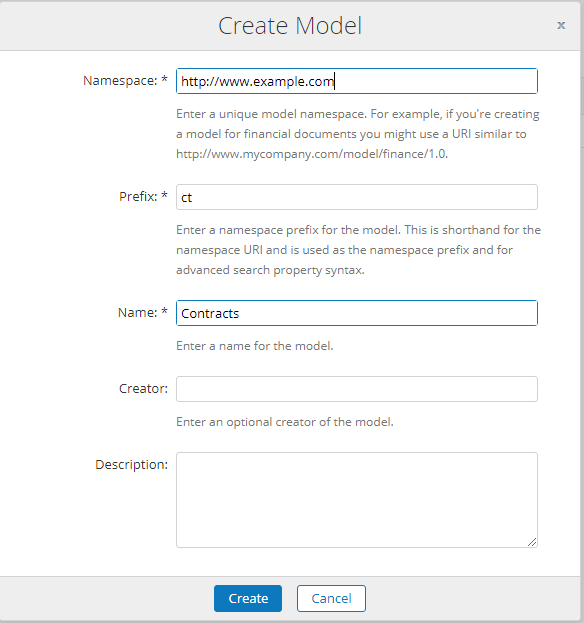 Create Model
x
Namespace: * http://www.example.com
Enter a unique model namespace. For example, if you're creating
a model for financial documents you might use a URI similar to
http://www.mycompany.com/model/finance/1.0.
Prefix: * ct
Enter a namespace prefix for the model. This is shorthand for the
namespace URI and is used as the namespace prefix and for
advanced search property syntax.
Name: * Contracts
Enter a name for the model.
Creator:
Enter an optional creator of the model.
Description:
Create Cancel